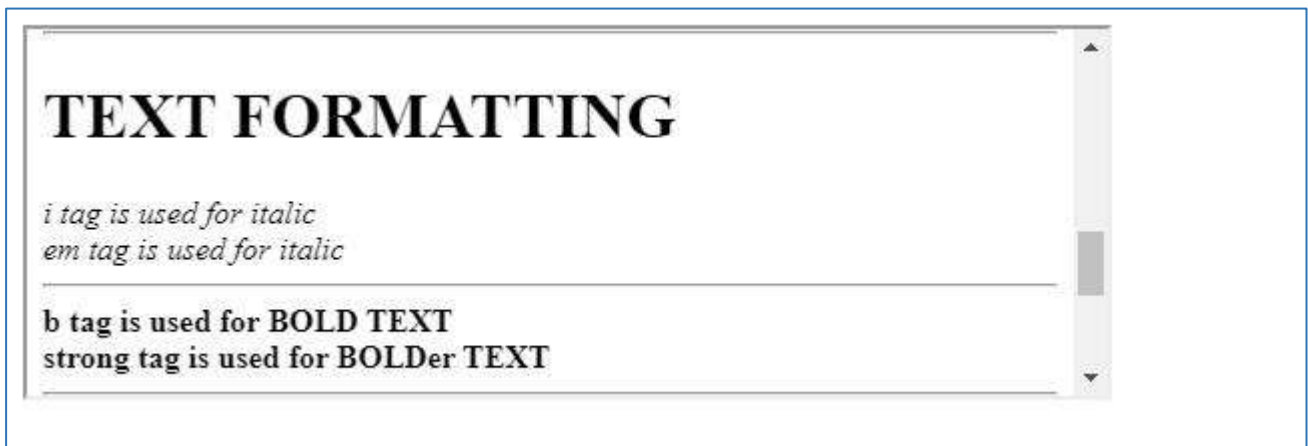 TEXT FORMATTING
i tag is used for italic
em tag is used for italic
b tag is used for BOLD TEXT
strong tag is used for BOLDer TEXT